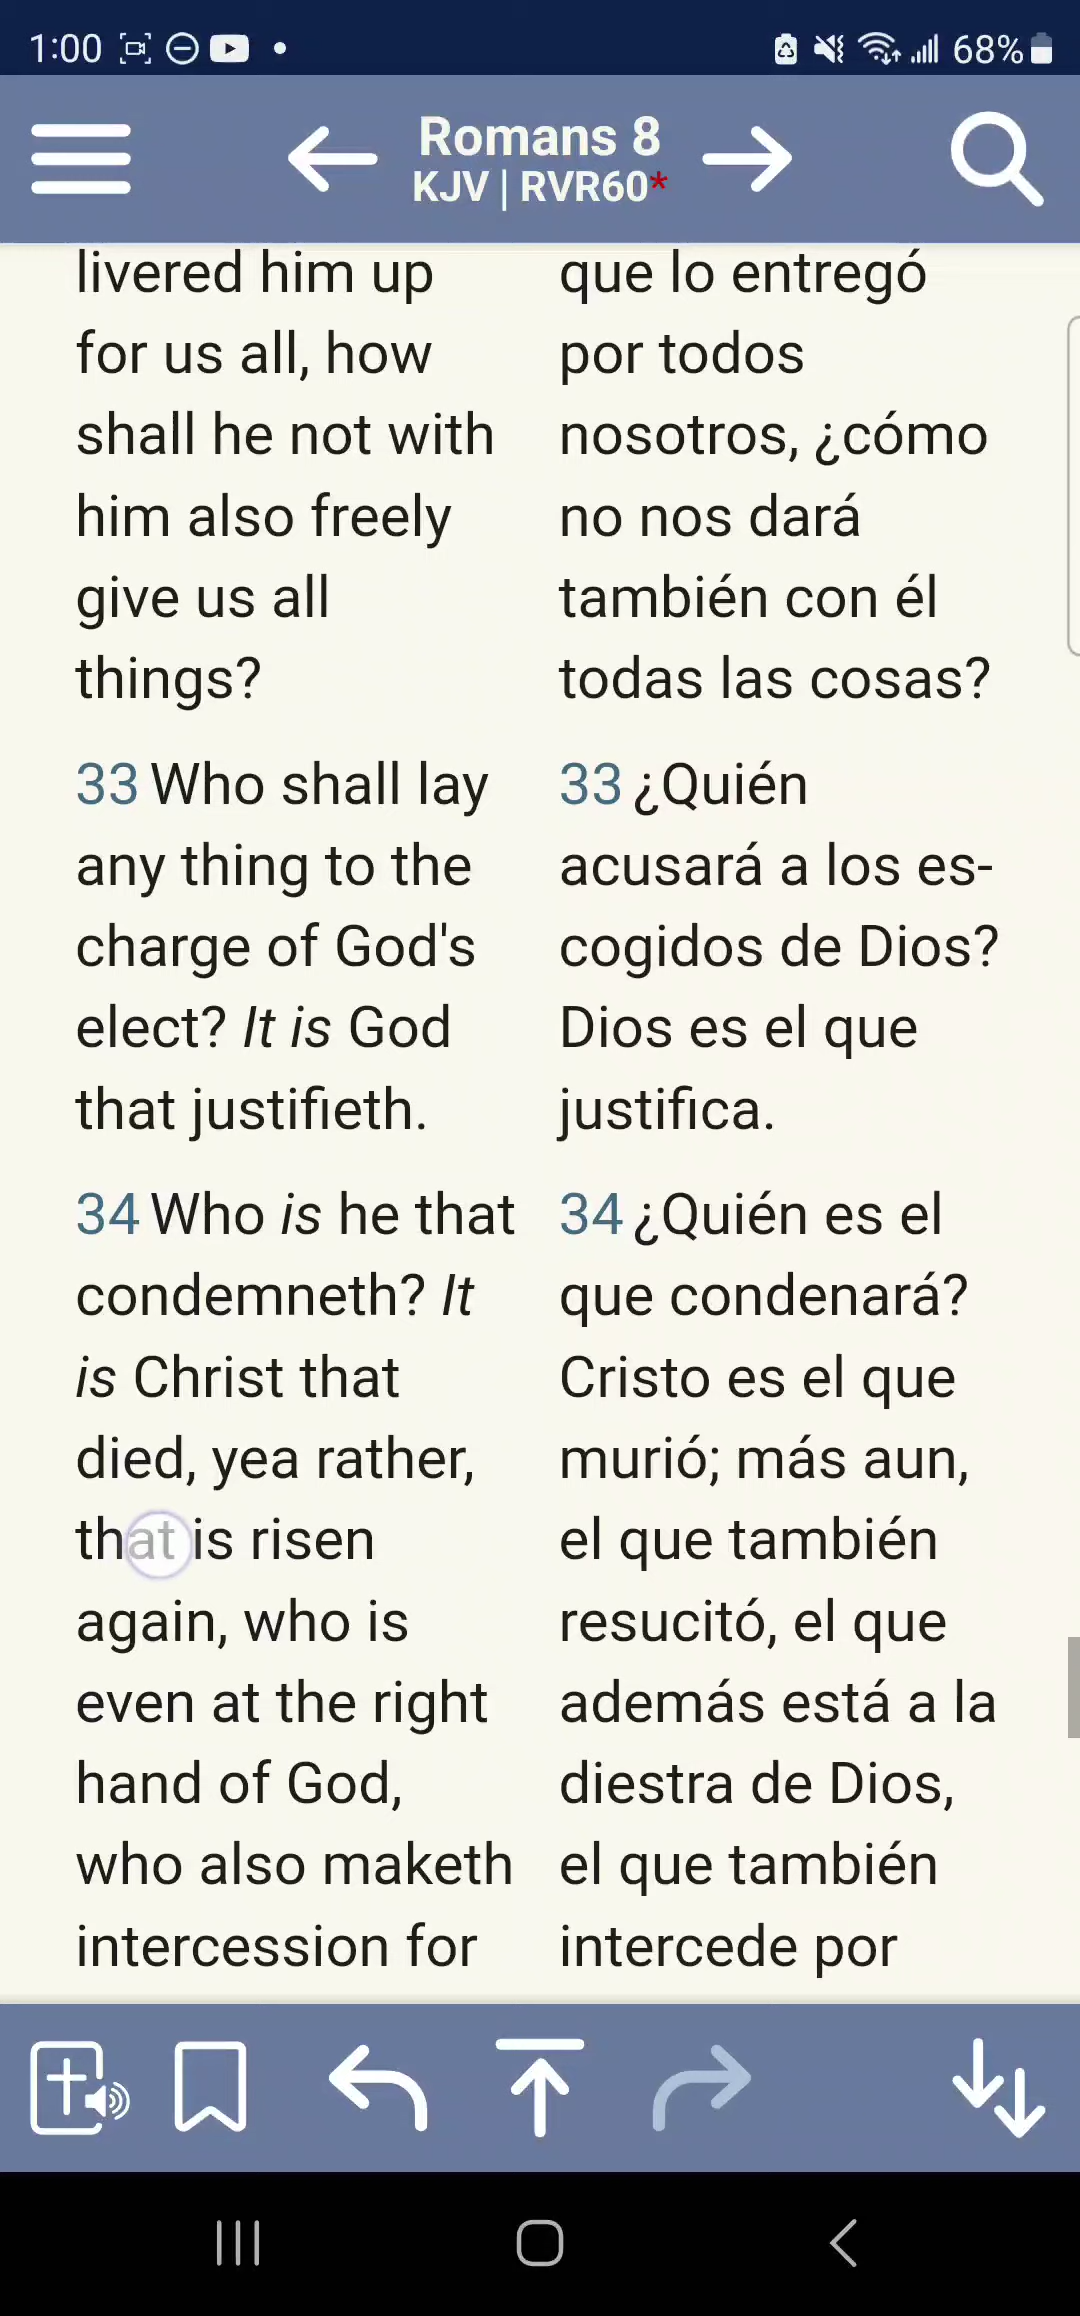 1:00
68%
Romans 8
KJV | RVR60*
livered him up
for us all, how
shall he not with
him also freely
give us all
things?
33 Who shall lay
any thing to the
charge of God's
elect? It is God
that justifieth.
34 Who is he that
condemneth? It
is Christ that
died, yea rather,
that is risen
again, who is
even at the right
hand of God,
who also maketh
intercession for
que lo entregó
por todos
nosotros, ¿cómo
no nos dará
también con él
todas las cosas?
33 ¿Quién
acusará a los es-
cogidos de Dios?
Dios es el que
justifica.
34 ¿Quién es el
que condenará?
Cristo es el que
murió; más aun,
el que también
resucitó, el que
además está a la
diestra de Dios,
el que también
intercede por